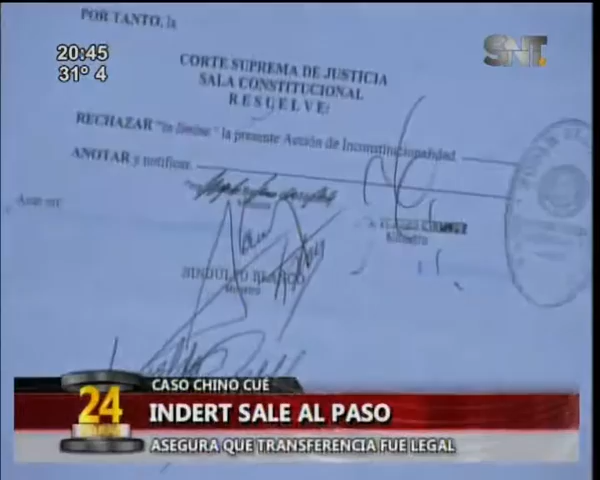 POR TANTO, la
20:45
31° 4
SNT
CORTE SUPREMA DE JUSTICIA
SALA CONSTITUCIONAL
RESUELVE:
RECHAZAR "in limine" la presente Acción de Inconstitucionalidad
ANOTAR y notificar.
Ante mí:
SINDULFO BLANCO
Ministro
Ministro
24
CASO CHINO CUÉ
INDERT SALE AL PASO
ASEGURA QUE TRANSFERENCIA FUE LEGAL